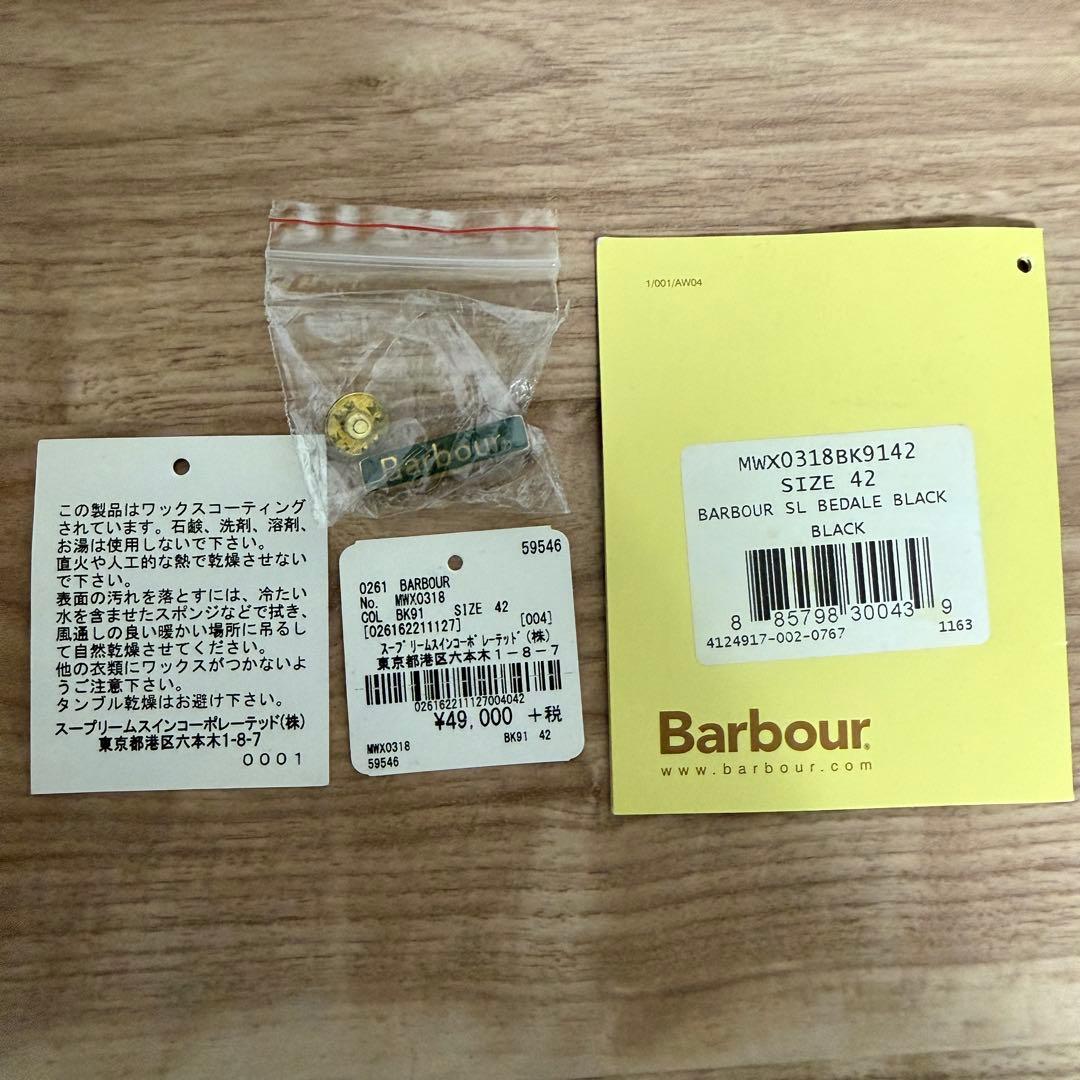 この製品はワックスコーティング
されています。石鹸、洗剤、溶剤、
お湯は使用しないで下さい。
直火や人工的な熱で乾燥させない
で下さい。
表面の汚れを落とすには、冷たい
水を含ませたスポンジなどで拭き、
風通しの良い暖かい場所に吊るし
て自然乾燥させてください。
他の衣類にワックスがつかないよ
うご注意下さい。
タンブル乾燥はお避け下さい。
スープリームスインコーポレーテッド(株)
東京都港区六本木1-8-7
0001
Barbour
59546
0261 BARBOUR
No. MWX0318
COL BK91 SIZE 42
[026162211127] [004]
スープリームスインコーポレーテッド(株)
東京都港区六本木1-8-7
026162211127004042
¥49,000 +税
MWX0318 BK91 42
59546
1/001/AW04
MWX0318BK9142
SIZE 42
BARBOUR SL BEDALE BLACK
BLACK
8 85798 30043 9
4124917-002-0767 1163
Barbour®
www.barbour.com